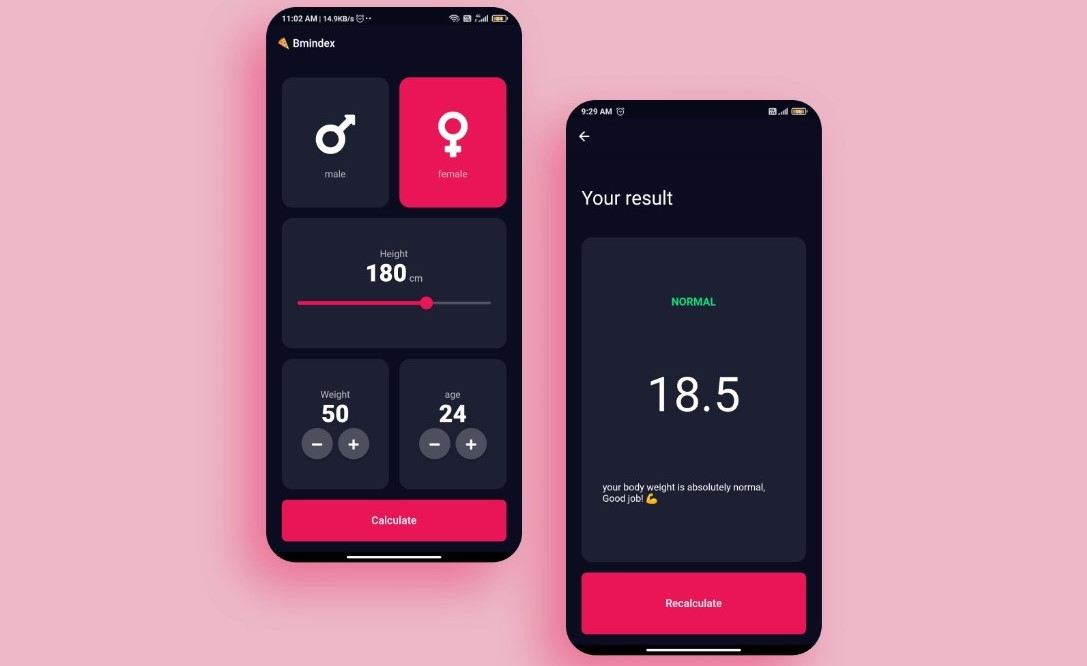 11:02 AM | 14.9KB/s
🍕 Bmindex
male
female
Height
180 cm
Weight
50
− +
age
24
− +
Calculate
9:29 AM
Your result
NORMAL
18.5
your body weight is absolutely normal,
Good job! 💪
Recalculate